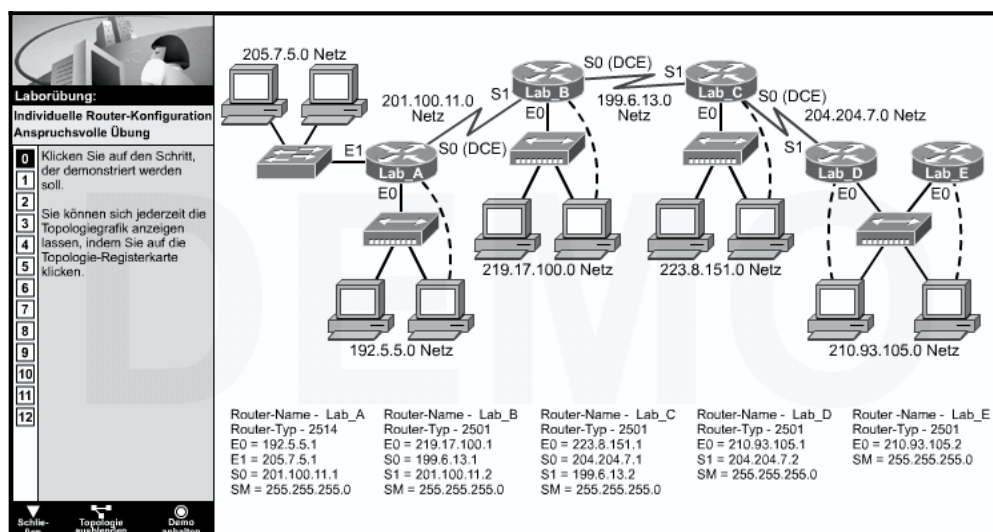 Laborübung:
Individuelle Router-Konfiguration
Anspruchsvolle Übung
0
1
2
3
4
5
6
7
8
9
10
11
12
Klicken Sie auf den Schritt,
der demonstriert werden
soll.
Sie können sich jederzeit die
Topologiegrafik anzeigen
lassen, indem Sie auf die
Topologie-Registerkarte
klicken.
Schlie-
ßen
Topologie
ausblenden
Demo
anhalten
DEMO
205.7.5.0 Netz
E1
Lab_A
E0
S0 (DCE)
192.5.5.0 Netz
201.100.11.0
Netz
S1
Lab_B
E0
S0 (DCE)
219.17.100.0 Netz
199.6.13.0
Netz
S1
Lab_C
E0
S0 (DCE)
223.8.151.0 Netz
204.204.7.0 Netz
S1
Lab_D
E0
Lab_E
E0
210.93.105.0 Netz
Router-Name - Lab_A
Router-Typ - 2514
E0 = 192.5.5.1
E1 = 205.7.5.1
S0 = 201.100.11.1
SM = 255.255.255.0
Router-Name - Lab_B
Router-Typ - 2501
E0 = 219.17.100.1
S0 = 199.6.13.1
S1 = 201.100.11.2
SM = 255.255.255.0
Router-Name - Lab_C
Router-Typ - 2501
E0 = 223.8.151.1
S0 = 204.204.7.1
S1 = 199.6.13.2
SM = 255.255.255.0
Router-Name - Lab_D
Router-Typ - 2501
E0 = 210.93.105.1
S1 = 204.204.7.2
SM = 255.255.255.0
Router -Name - Lab_E
Router-Typ - 2501
E0 = 210.93.105.2
SM = 255.255.255.0